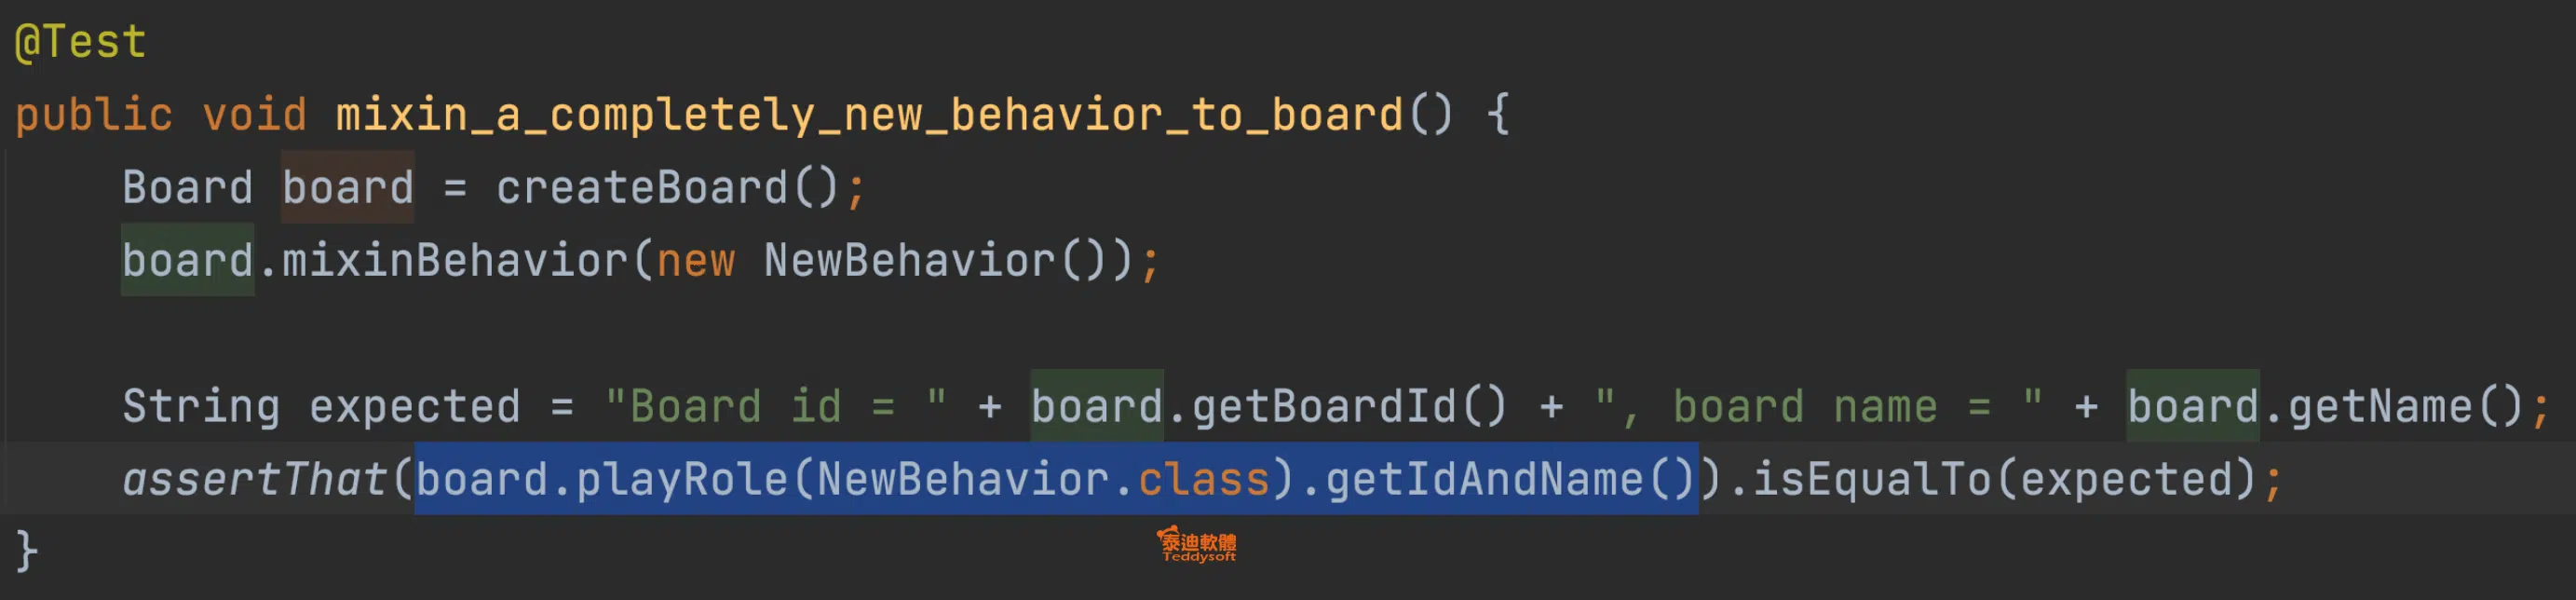 @Test
public void mixin_a_completely_new_behavior_to_board() {
Board board = createBoard();
board.mixinBehavior(new NewBehavior());
String expected = "Board id = " + board.getBoardId() + ", board name = " + board.getName();
assertThat(board.playRole(NewBehavior.class).getIdAndName()).isEqualTo(expected);
}
泰迪軟體
Teddysoft